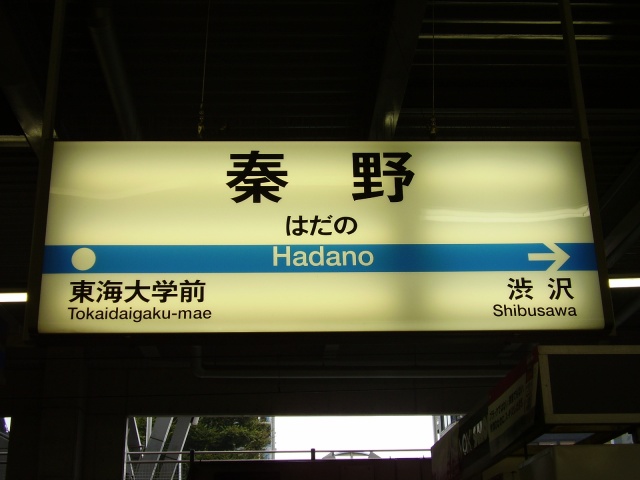 秦野
はだの
Hadano
東海大学前
Tokaidaigaku-mae
渋沢
Shibusawa